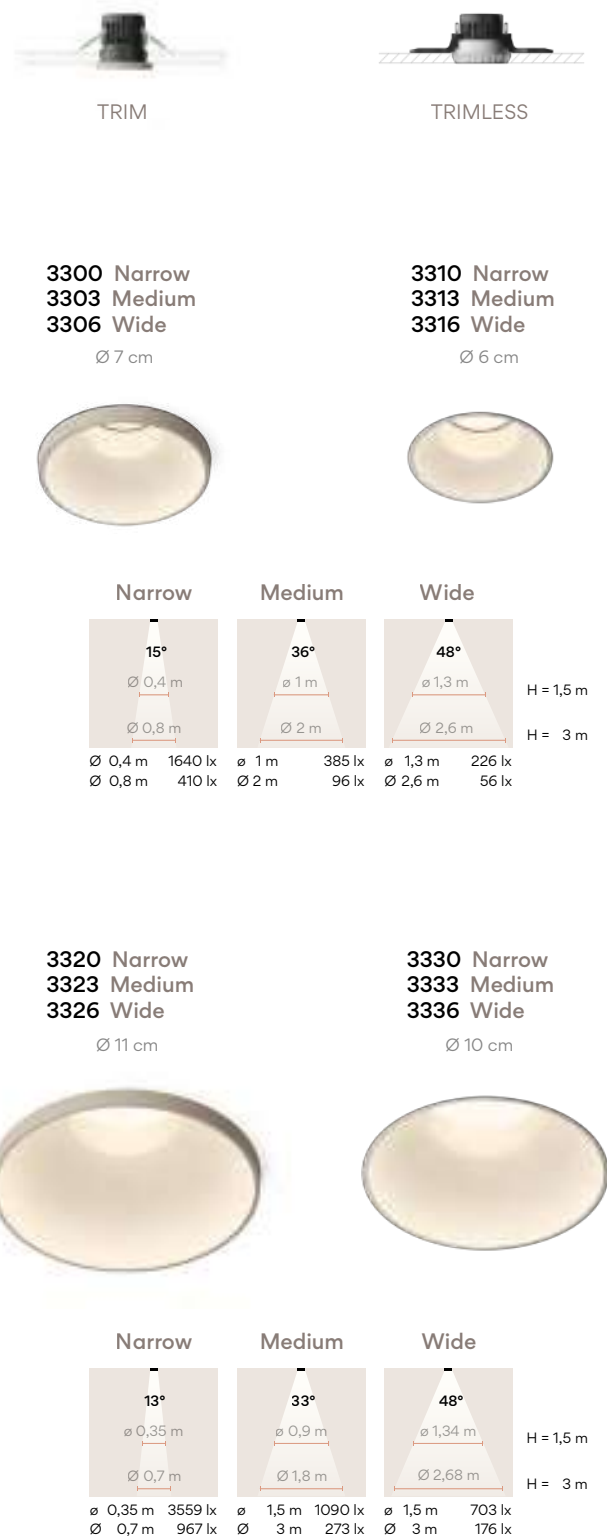 TRIM
TRIMLESS
3300 Narrow
3303 Medium
3306 Wide
Ø 7 cm
3310 Narrow
3313 Medium
3316 Wide
Ø 6 cm
Narrow Medium Wide
15° 36° 48°
Ø 0,4 m ø 1 m ø 1,3 m H = 1,5 m
Ø 0,8 m Ø 2 m Ø 2,6 m H = 3 m
Ø 0,4 m 1640 lx ø 1 m 385 lx ø 1,3 m 226 lx
Ø 0,8 m 410 lx Ø 2 m 96 lx Ø 2,6 m 56 lx
3320 Narrow
3323 Medium
3326 Wide
Ø 11 cm
3330 Narrow
3333 Medium
3336 Wide
Ø 10 cm
Narrow Medium Wide
13° 33° 48°
ø 0,35 m ø 0,9 m ø 1,34 m H = 1,5 m
Ø 0,7 m Ø 1,8 m Ø 2,68 m H = 3 m
ø 0,35 m 3559 lx ø 1,5 m 1090 lx ø 1,5 m 703 lx
Ø 0,7 m 967 lx Ø 3 m 273 lx Ø 3 m 176 lx